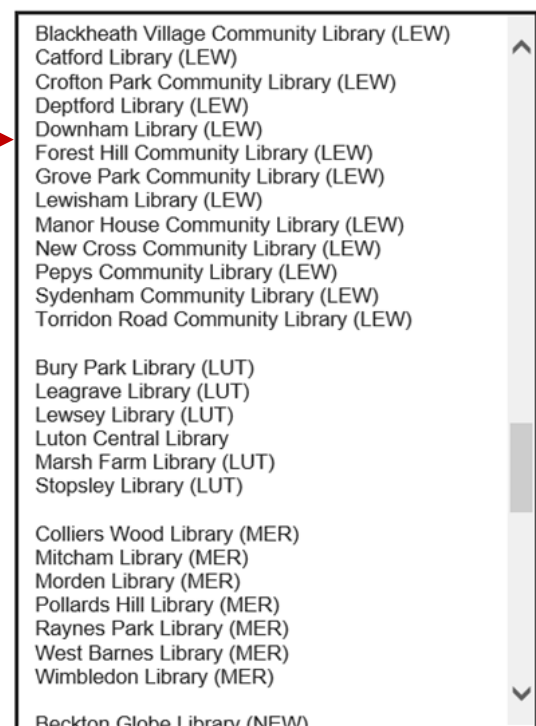 Blackheath Village Community Library (LEW)
Catford Library (LEW)
Crofton Park Community Library (LEW)
Deptford Library (LEW)
Downham Library (LEW)
Forest Hill Community Library (LEW)
Grove Park Community Library (LEW)
Lewisham Library (LEW)
Manor House Community Library (LEW)
New Cross Community Library (LEW)
Pepys Community Library (LEW)
Sydenham Community Library (LEW)
Torridon Road Community Library (LEW)
Bury Park Library (LUT)
Leagrave Library (LUT)
Lewsey Library (LUT)
Luton Central Library
Marsh Farm Library (LUT)
Stopsley Library (LUT)
Colliers Wood Library (MER)
Mitcham Library (MER)
Morden Library (MER)
Pollards Hill Library (MER)
Raynes Park Library (MER)
West Barnes Library (MER)
Wimbledon Library (MER)
Beckton Globe Library (NEW)